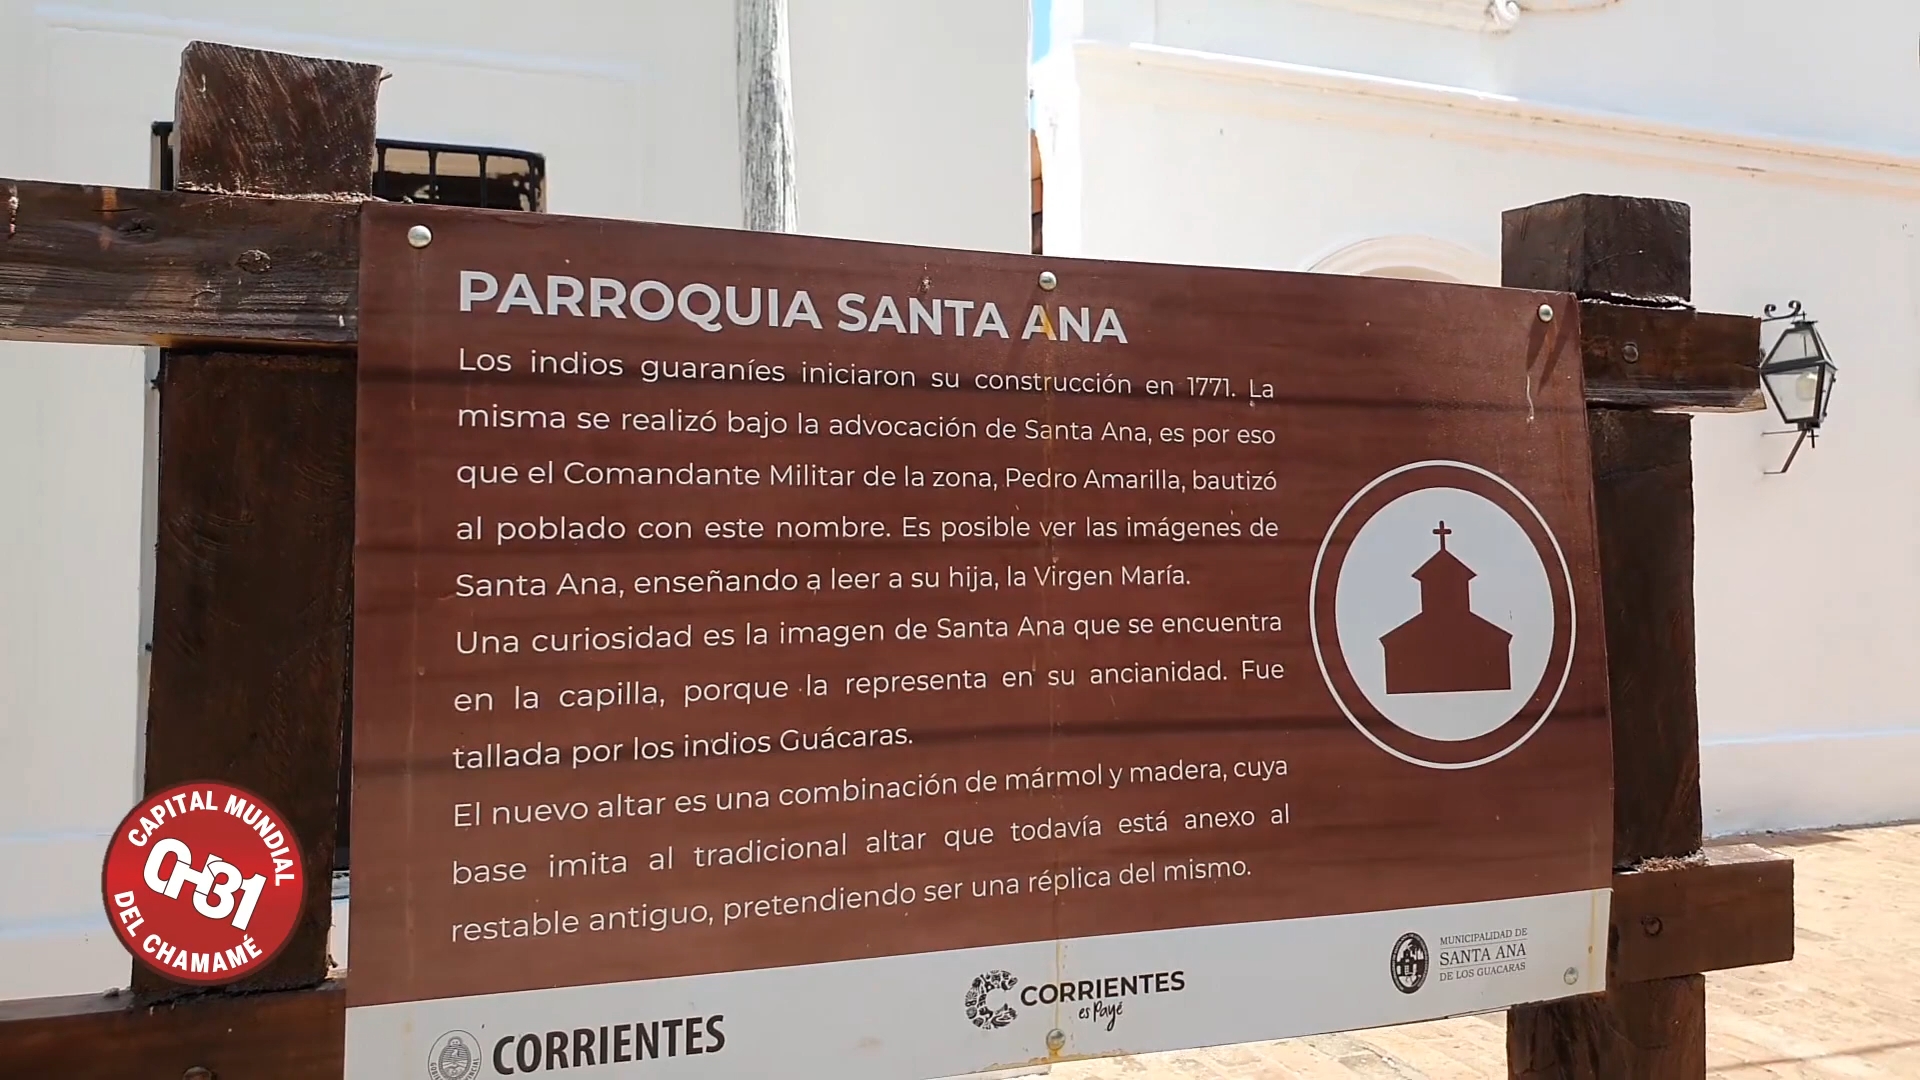 PARROQUIA SANTA ANA
Los indios guaraníes iniciaron su construcción en 1771. La
misma se realizó bajo la advocación de Santa Ana, es por eso
que el Comandante Militar de la zona, Pedro Amarilla, bautizó
al poblado con este nombre. Es posible ver las imágenes de
Santa Ana, enseñando a leer a su hija, la Virgen María.
Una curiosidad es la imagen de Santa Ana que se encuentra
en la capilla, porque la representa en su ancianidad. Fue
tallada por los indios Guácaras.
El nuevo altar es una combinación de mármol y madera, cuya
base imita al tradicional altar que todavía está anexo al
restable antiguo, pretendiendo ser una réplica del mismo.
CORRIENTES
CORRIENTES
es Payé
MUNICIPALIDAD DE
SANTA ANA
DE LOS GUÁCARAS
CAPITAL MUNDIAL
CH31
DEL CHAMAMÉ